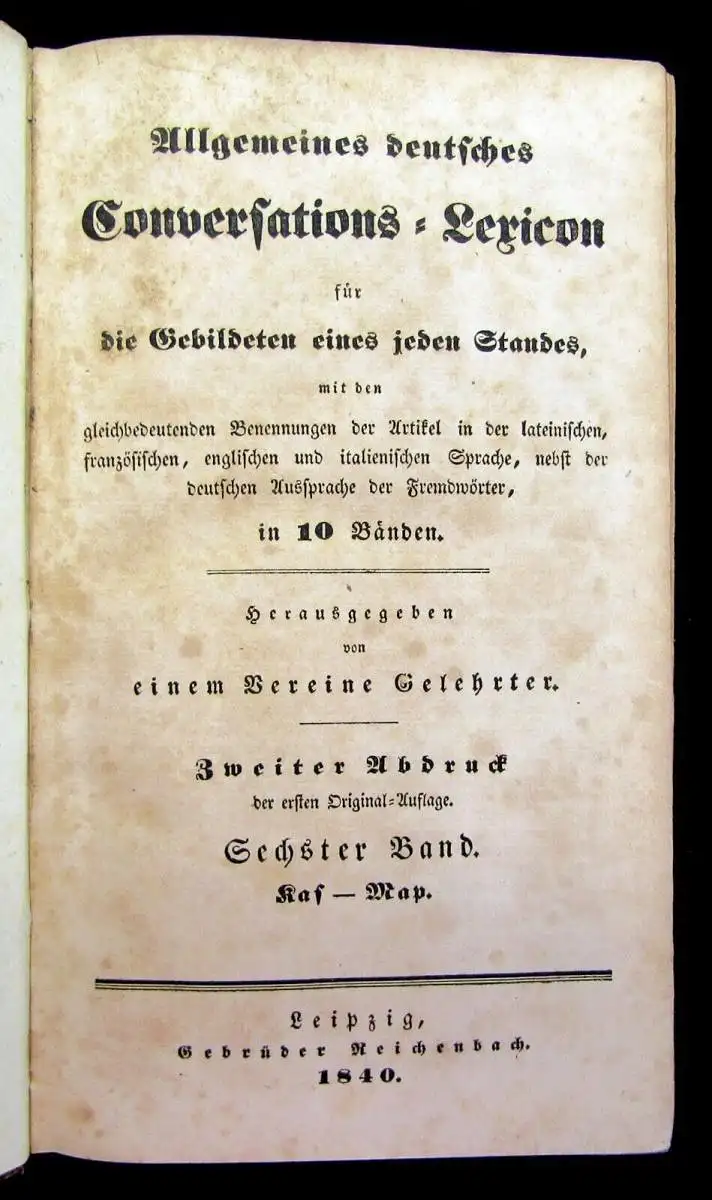 Allgemeines deutſches
Converſations-Lexicon
für
die Gebildeten eines jeden Standes,
mit den
gleichbedeutenden Benennungen der Artikel in der lateiniſchen,
franzöſiſchen, engliſchen und italieniſchen Sprache, nebſt der
deutſchen Ausſprache der Fremdwörter,
in 10 Bänden.
Herausgegeben
von
einem Vereine Gelehrter.
Zweiter Abdruck
der erſten Original-Auflage.
Sechster Band.
Kaſ — Map.
Leipzig,
Gebrüder Reichenbach.
1840.